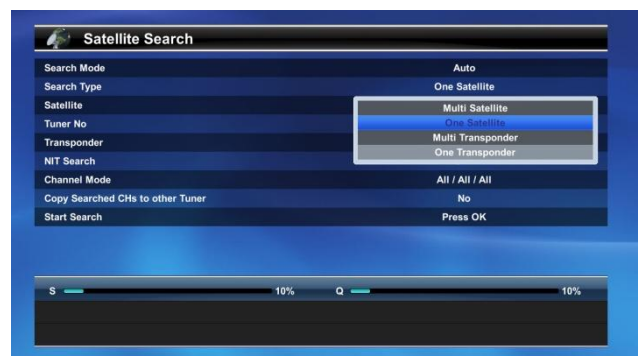 Satellite Search
Search Mode Auto
Search Type One Satellite
Satellite Multi Satellite
Tuner No One Satellite
Transponder Multi Transponder
One Transponder
NIT Search
Channel Mode All / All / All
Copy Searched CHs to other Tuner No
Start Search Press OK
S 10% Q 10%